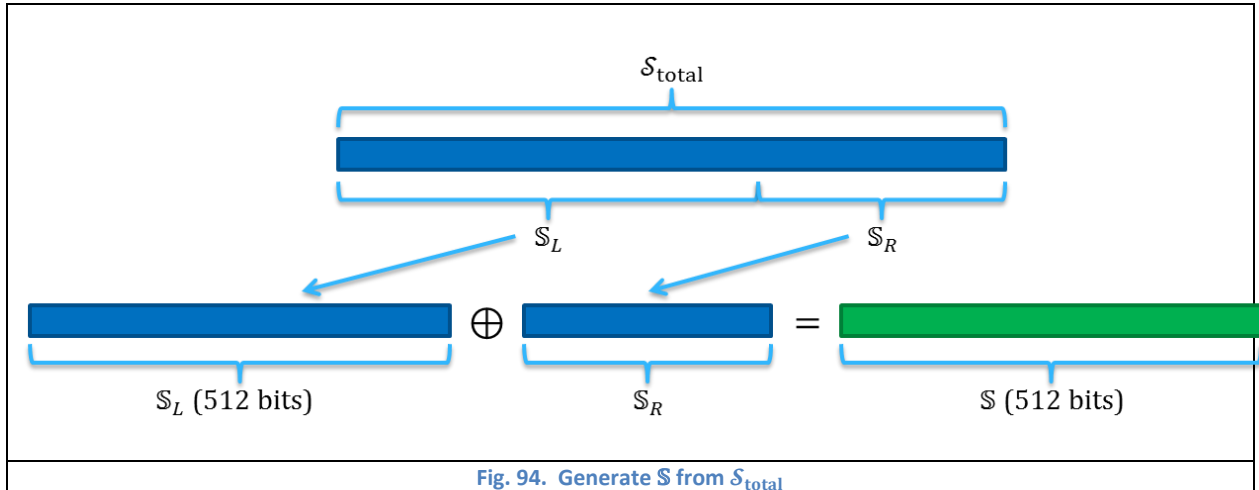 𝒮total
𝕊L
𝕊R
⊕
=
𝕊L (512 bits)
𝕊R
𝕊 (512 bits)
Fig. 94. Generate 𝕊 from 𝒮total